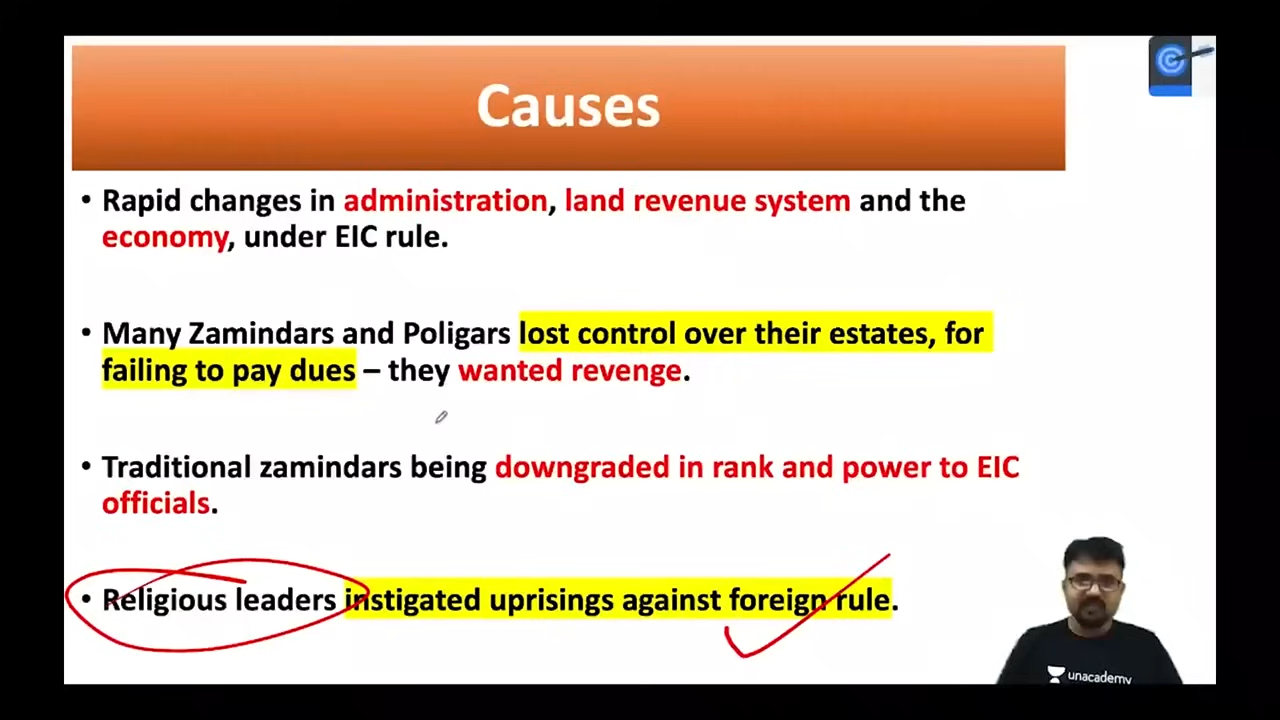 Causes
• Rapid changes in administration, land revenue system and the
economy, under EIC rule.
• Many Zamindars and Poligars lost control over their estates, for
failing to pay dues – they wanted revenge.
• Traditional zamindars being downgraded in rank and power to EIC
officials.
• Religious leaders instigated uprisings against foreign rule.
unacademy